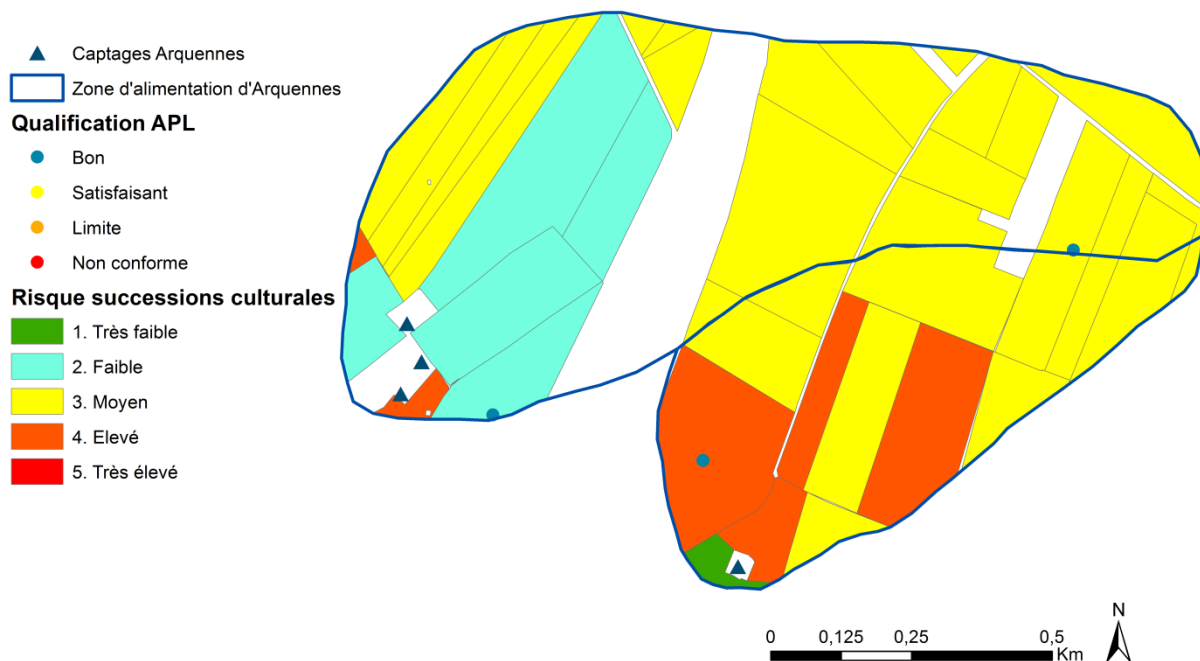 Captages Arquennes
Zone d'alimentation d'Arquennes
Qualification APL
Bon
Satisfaisant
Limite
Non conforme
Risque successions culturales
1. Très faible
2. Faible
3. Moyen
4. Elevé
5. Très élevé
N
0 0,125 0,25 0,5
Km